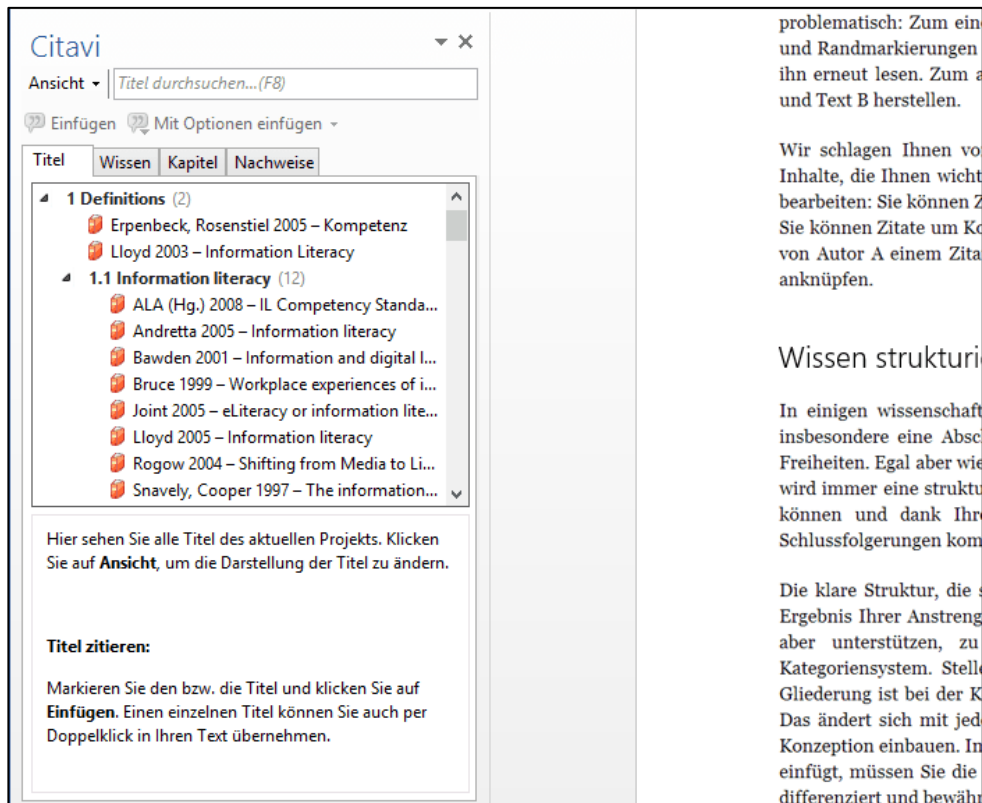 Citavi
Ansicht
Titel durchsuchen...(F8)
Einfügen Mit Optionen einfügen
Titel Wissen Kapitel Nachweise
1 Definitions (2)
Erpenbeck, Rosenstiel 2005 – Kompetenz
Lloyd 2003 – Information Literacy
1.1 Information literacy (12)
ALA (Hg.) 2008 – IL Competency Standa...
Andretta 2005 – Information literacy
Bawden 2001 – Information and digital l...
Bruce 1999 – Workplace experiences of i...
Joint 2005 – eLiteracy or information lite...
Lloyd 2005 – Information literacy
Rogow 2004 – Shifting from Media to Li...
Snavely, Cooper 1997 – The information...
Hier sehen Sie alle Titel des aktuellen Projekts. Klicken
Sie auf Ansicht, um die Darstellung der Titel zu ändern.
Titel zitieren:
Markieren Sie den bzw. die Titel und klicken Sie auf
Einfügen. Einen einzelnen Titel können Sie auch per
Doppelklick in Ihren Text übernehmen.
problematisch: Zum ein
und Randmarkierungen
ihn erneut lesen. Zum a
und Text B herstellen.
Wir schlagen Ihnen vo
Inhalte, die Ihnen wicht
bearbeiten: Sie können Z
Sie können Zitate um Ko
von Autor A einem Zita
anknüpfen.
Wissen strukturi
In einigen wissenschaft
insbesondere eine Absc
Freiheiten. Egal aber wie
wird immer eine struktu
können und dank Ihre
Schlussfolgerungen kom
Die klare Struktur, die s
Ergebnis Ihrer Anstreng
aber unterstützen, zu
Kategoriensystem. Stelle
Gliederung ist bei der K
Das ändert sich mit jed
Konzeption einbauen. In
einfügt, müssen Sie die
differenziert und bewähr